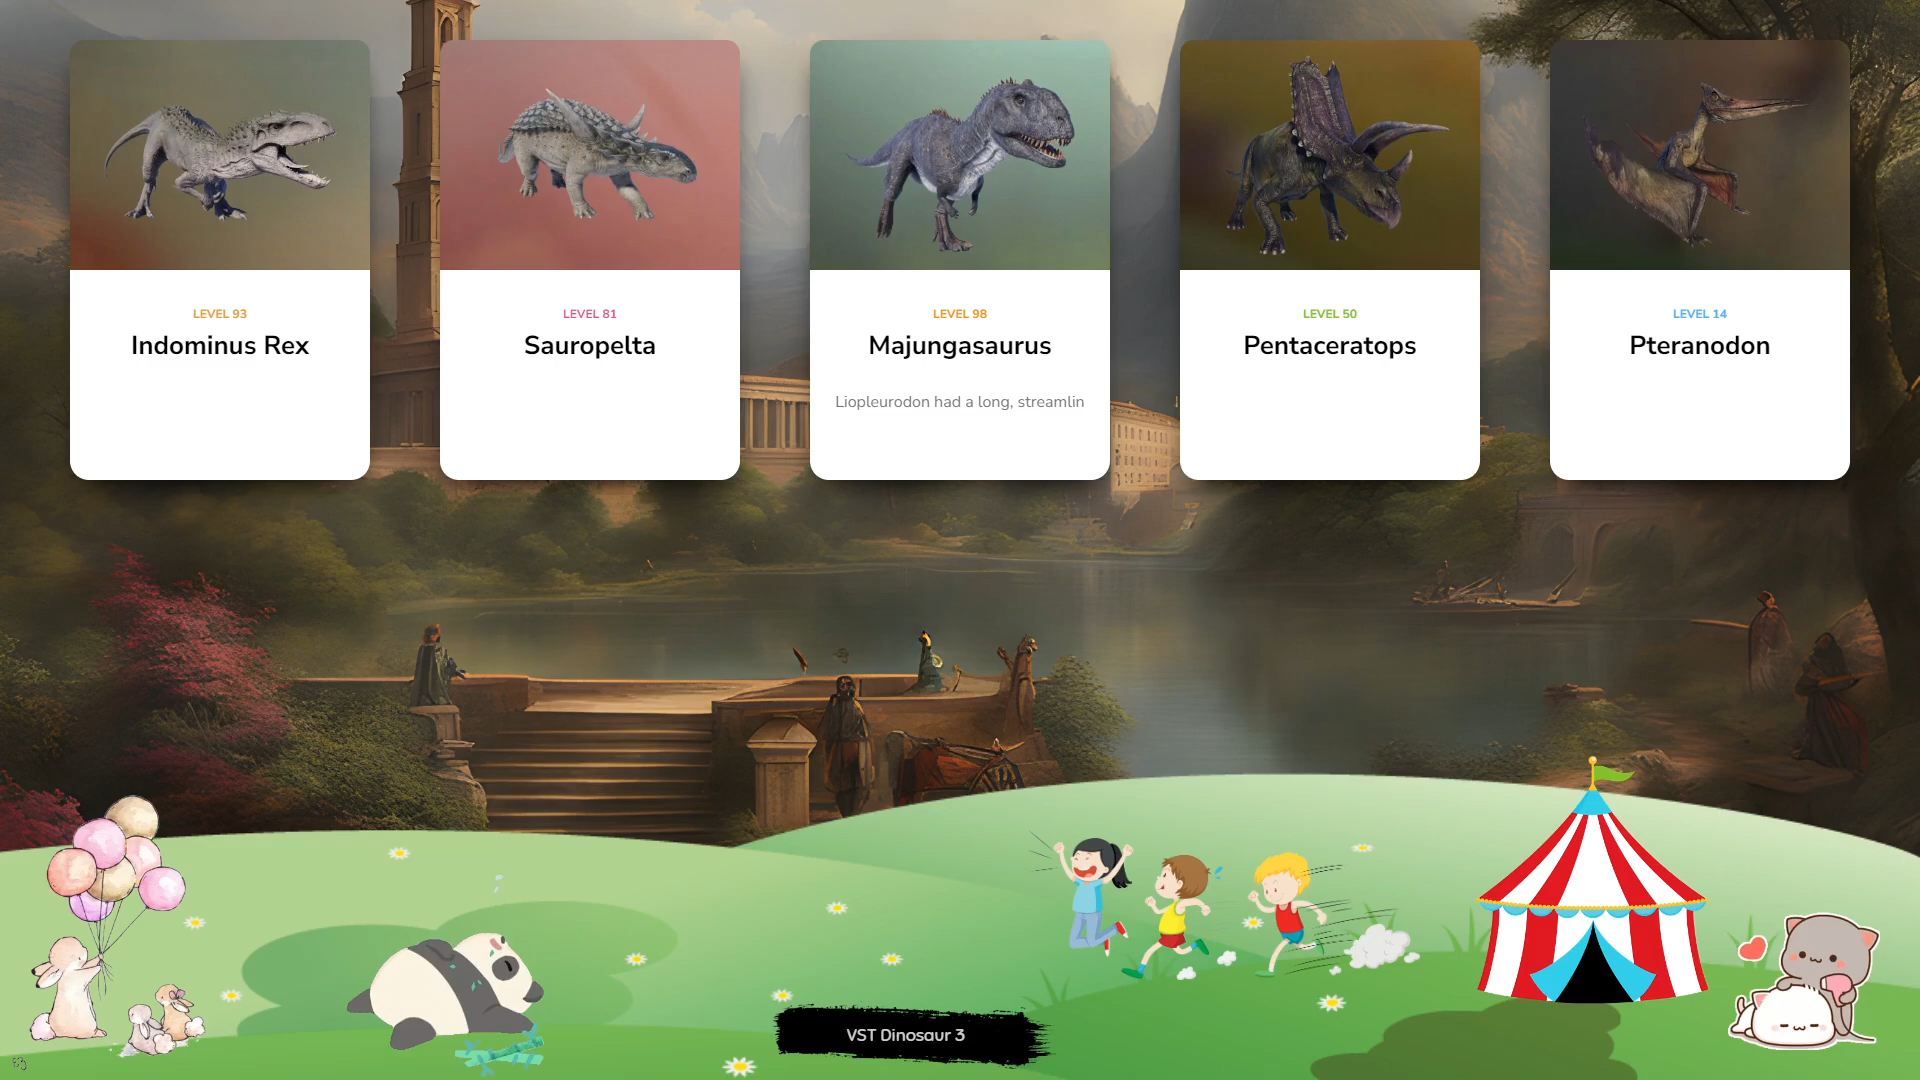 LEVEL 93
Indominus Rex
LEVEL 81
Sauropelta
LEVEL 98
Majungasaurus
Liopleurodon had a long, streamlin
LEVEL 50
Pentaceratops
LEVEL 14
Pteranodon
VST Dinosaur 3